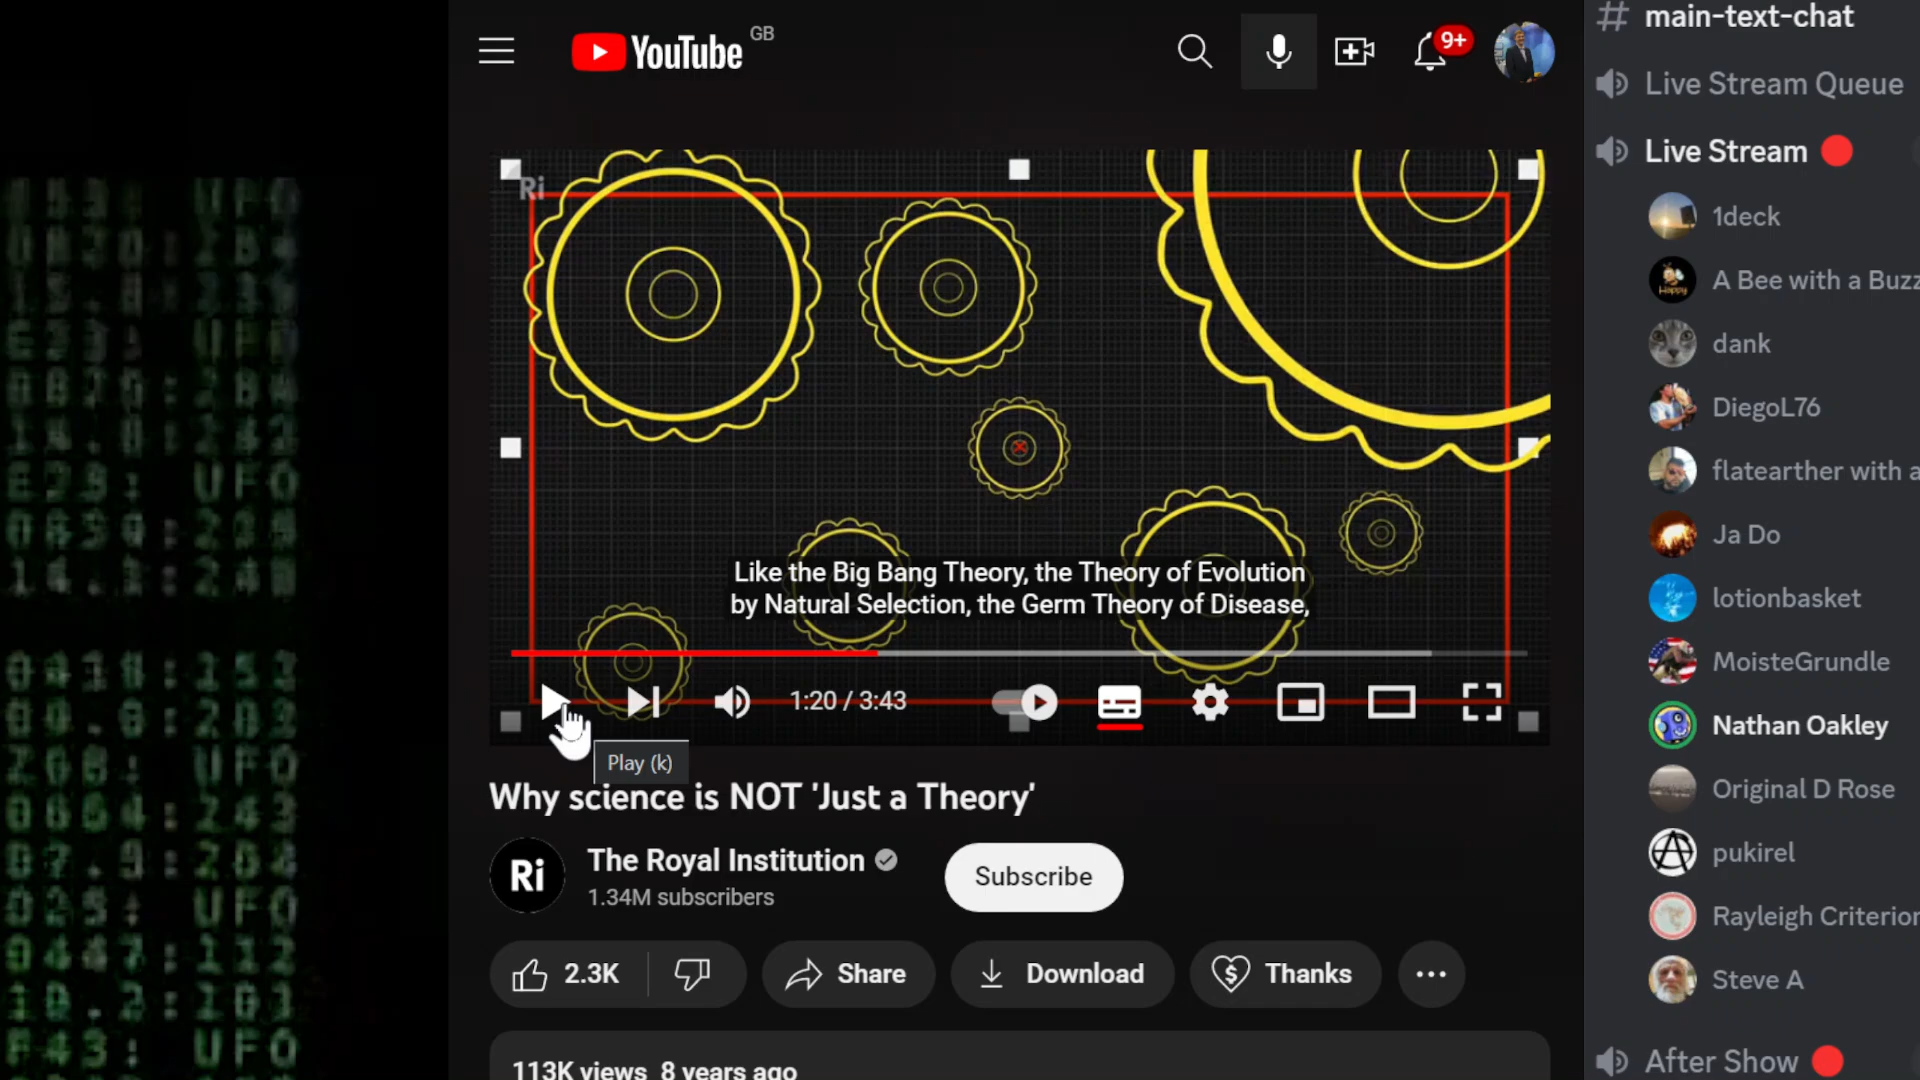 YouTube GB
9+
Ri
Like the Big Bang Theory, the Theory of Evolution
by Natural Selection, the Germ Theory of Disease,
1:20 / 3:43
Play (k)
Why science is NOT 'Just a Theory'
Ri
The Royal Institution
1.34M subscribers
Subscribe
2.3K
Share
Download
Thanks
113K views 8 years ago
# main-text-chat
Live Stream Queue
Live Stream
1deck
A Bee with a Buzz
dank
DiegoL76
flatearther with a
Ja Do
lotionbasket
MoisteGrundle
Nathan Oakley
Original D Rose
pukirel
Rayleigh Criterion
Steve A
After Show